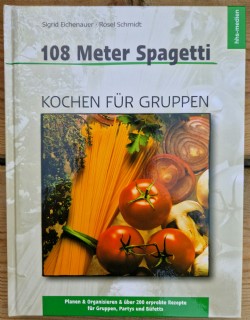 Sigrid Eichenauer / Rosel Schmidt
108 Meter Spagetti
KOCHEN FÜR GRUPPEN
Planen & Organisieren & über 200 erprobte Rezepte
für Gruppen, Partys und Büfetts